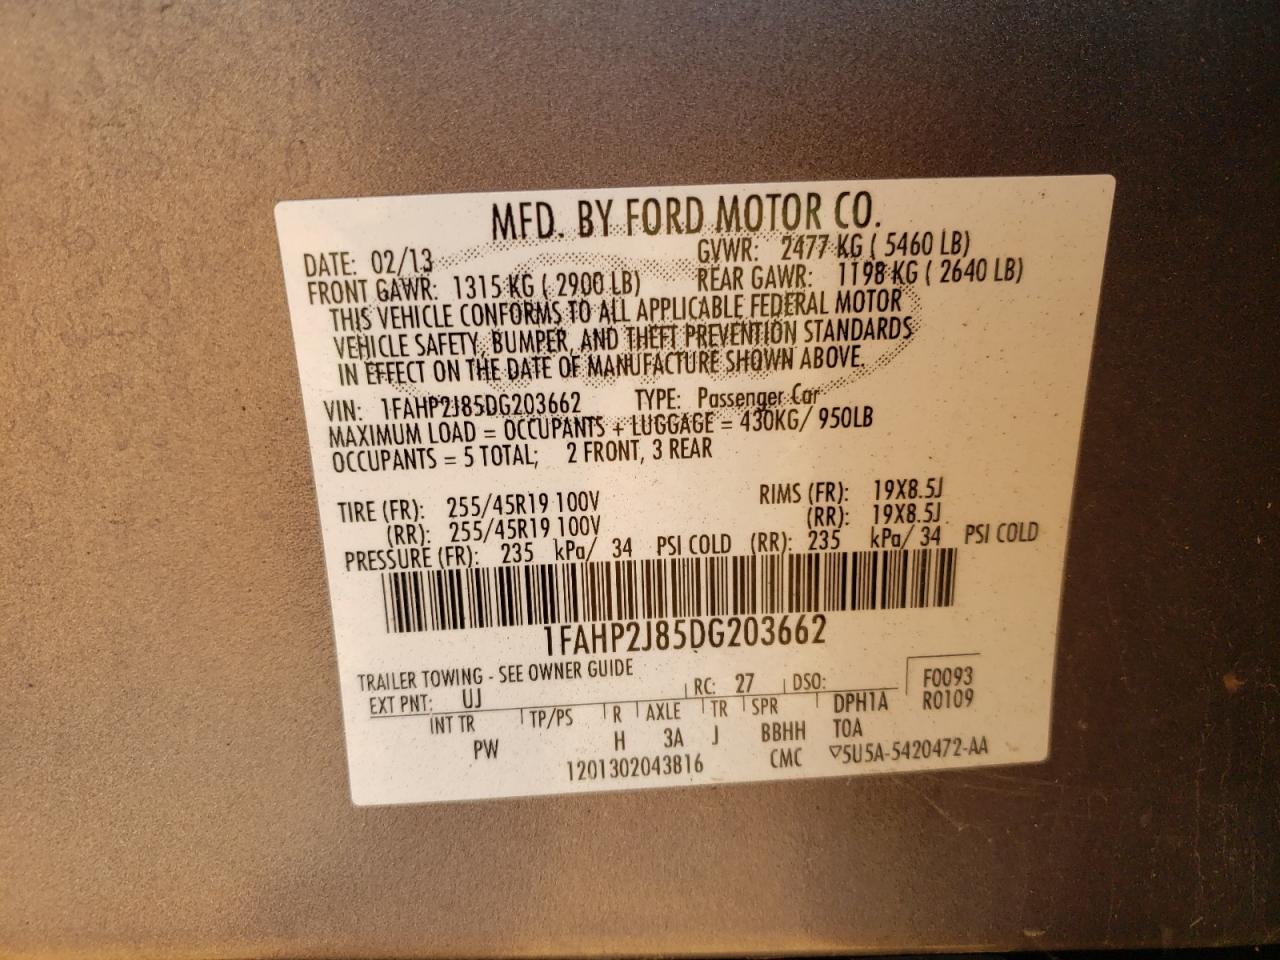 MFD. BY FORD MOTOR CO.
DATE: 02/13 GVWR: 2477 KG ( 5460 LB)
FRONT GAWR: 1315 KG ( 2900 LB) REAR GAWR: 1198 KG ( 2640 LB)
THIS VEHICLE CONFORMS TO ALL APPLICABLE FEDERAL MOTOR
VEHICLE SAFETY, BUMPER, AND THEFT PREVENTION STANDARDS
IN EFFECT ON THE DATE OF MANUFACTURE SHOWN ABOVE.
VIN: 1FAHP2J85DG203662 TYPE: Passenger Car
MAXIMUM LOAD = OCCUPANTS + LUGGAGE = 430KG/ 950LB
OCCUPANTS = 5 TOTAL; 2 FRONT, 3 REAR
TIRE (FR): 255/45R19 100V RIMS (FR): 19X8.5J
(RR): 255/45R19 100V (RR): 19X8.5J
PRESSURE (FR): 235 kPa/ 34 PSI COLD (RR): 235 kPa/ 34 PSI COLD
1FAHP2J85DG203662
TRAILER TOWING - SEE OWNER GUIDE
EXT PNT: UJ RC: 27 DSO: F0093
INT TR TP/PS R AXLE TR SPR DPH1A R0109
PW H 3A J BBHH TOA
1201302043816 CMC ▽5U5A-5420472-AA